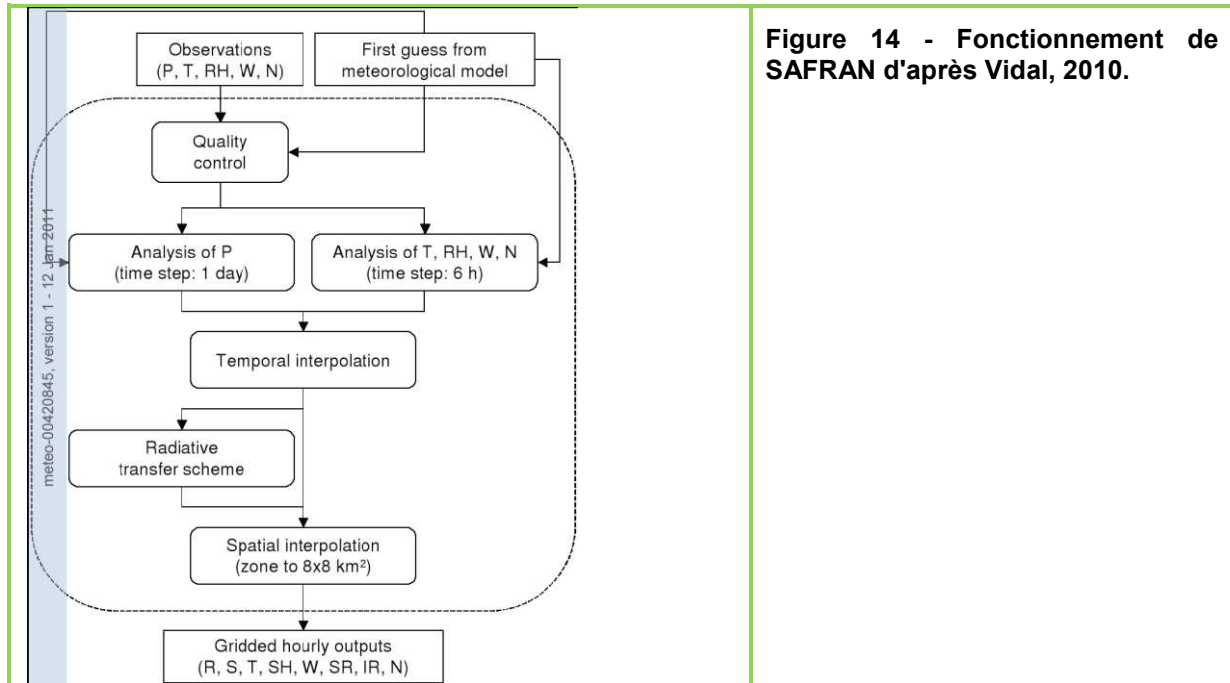 Observations
(P, T, RH, W, N)
First guess from
meteorological model
Quality
control
Analysis of P
(time step: 1 day)
Analysis of T, RH, W, N
(time step: 6 h)
Temporal interpolation
Radiative
transfer scheme
Spatial interpolation
(zone to 8x8 km²)
Gridded hourly outputs
(R, S, T, SH, W, SR, IR, N)
meteo-00420845, version 1 - 12 Jan 2011
Figure 14 - Fonctionnement de
SAFRAN d'après Vidal, 2010.